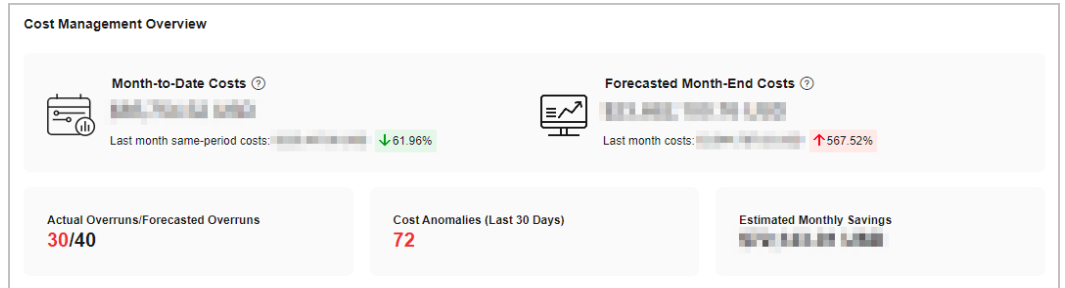 Cost Management Overview
Month-to-Date Costs
Last month same-period costs: 61.96%
Forecasted Month-End Costs
Last month costs: 567.52%
Actual Overruns/Forecasted Overruns
30/40
Cost Anomalies (Last 30 Days)
72
Estimated Monthly Savings